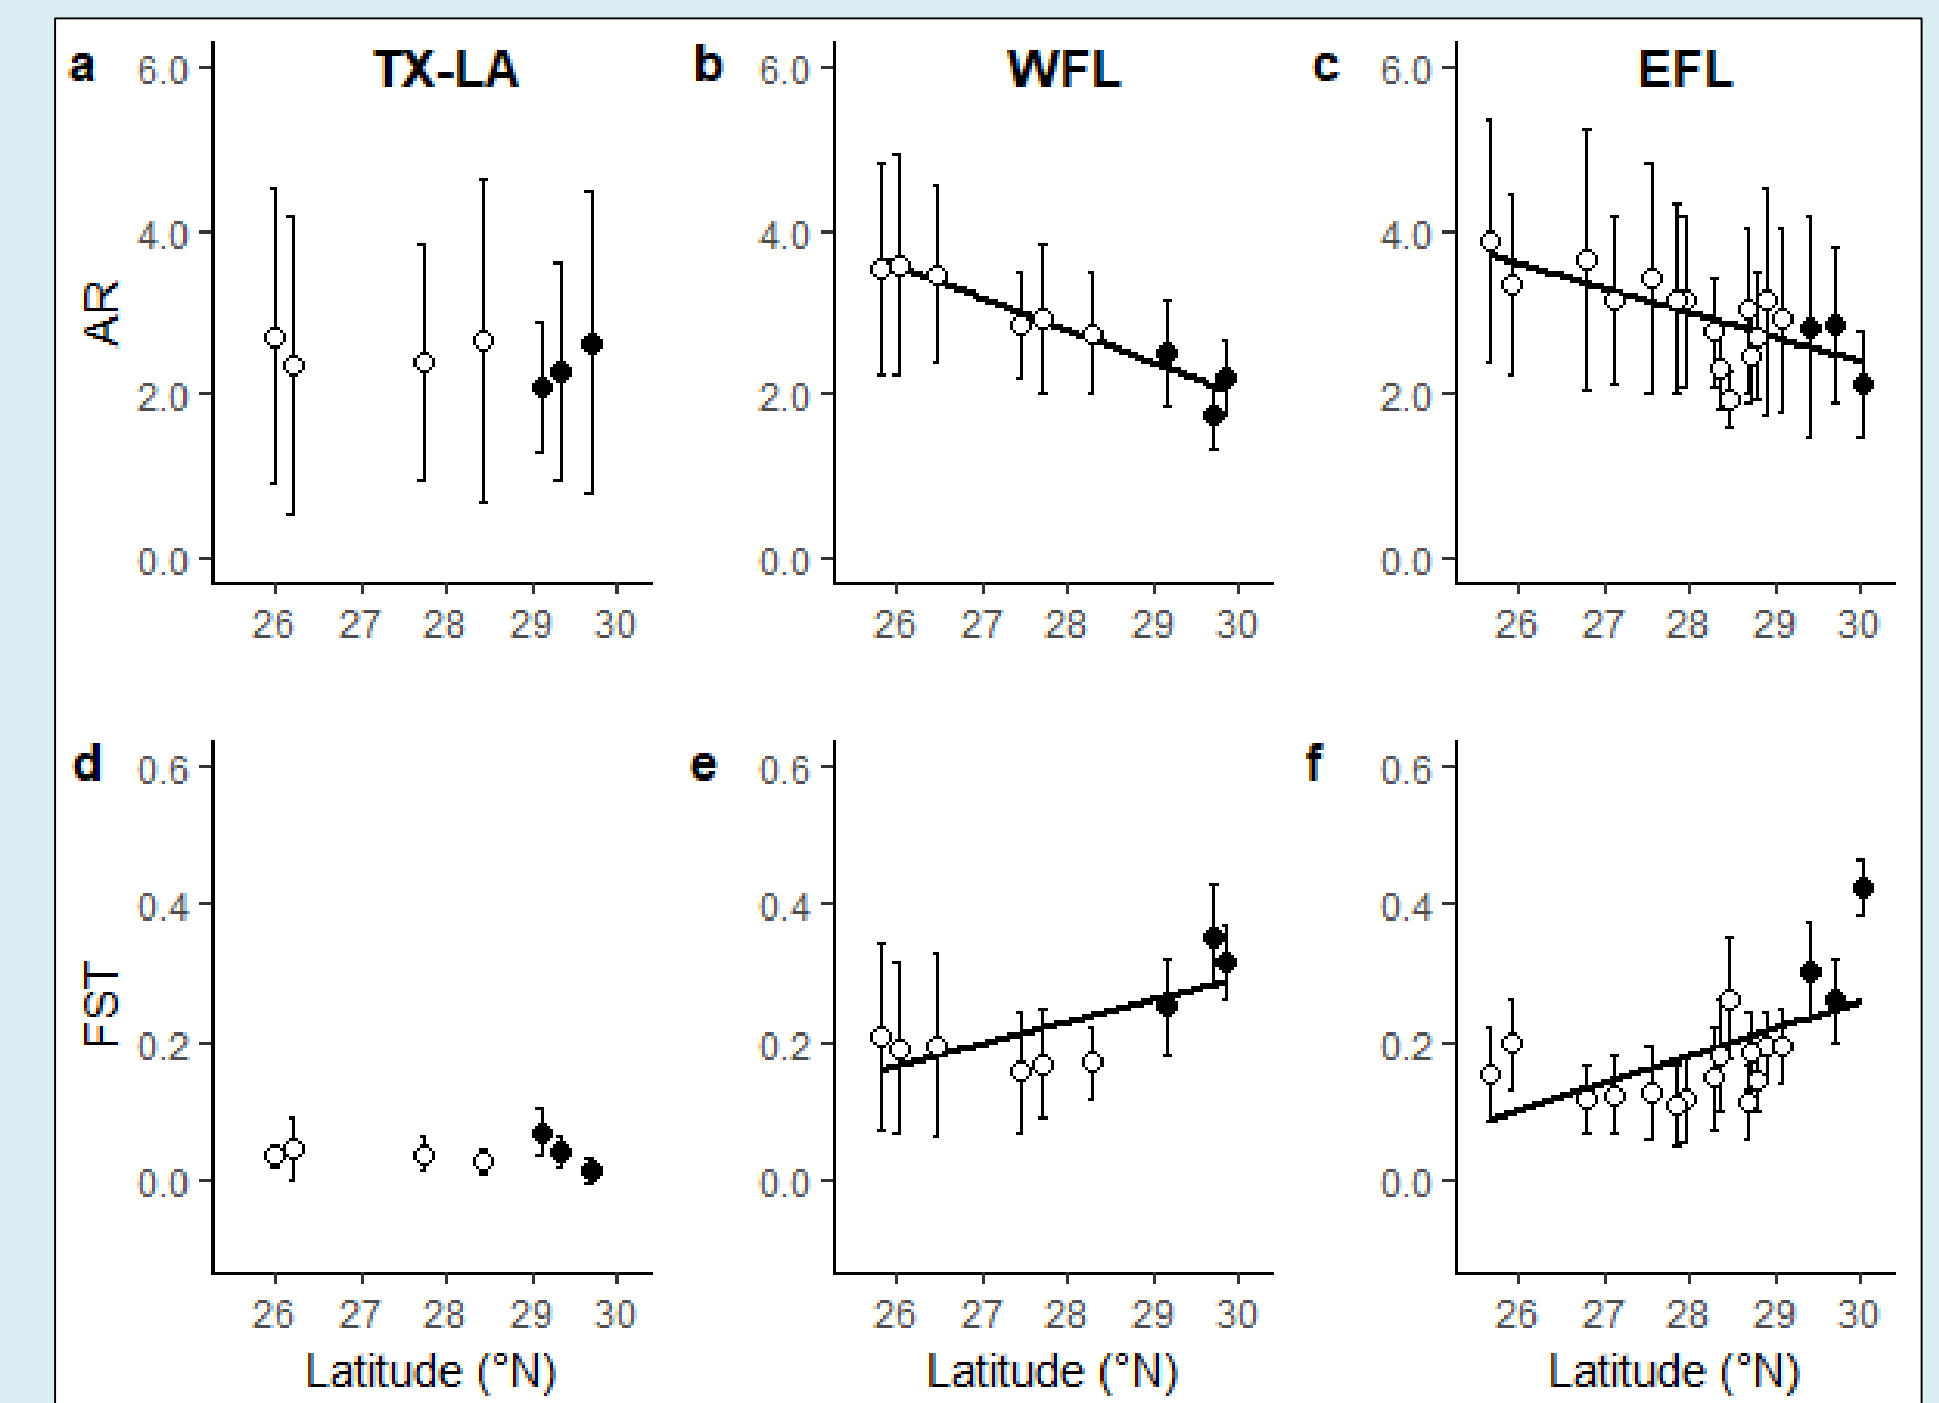 a TX-LA b WFL c EFL
6.0 6.0 6.0
4.0 4.0 4.0
AR
2.0 2.0 2.0
0.0 0.0 0.0
26 27 28 29 30 26 27 28 29 30 26 27 28 29 30
d e f
0.6 0.6 0.6
0.4 0.4 0.4
FST
0.2 0.2 0.2
0.0 0.0 0.0
26 27 28 29 30 26 27 28 29 30 26 27 28 29 30
Latitude (°N) Latitude (°N) Latitude (°N)